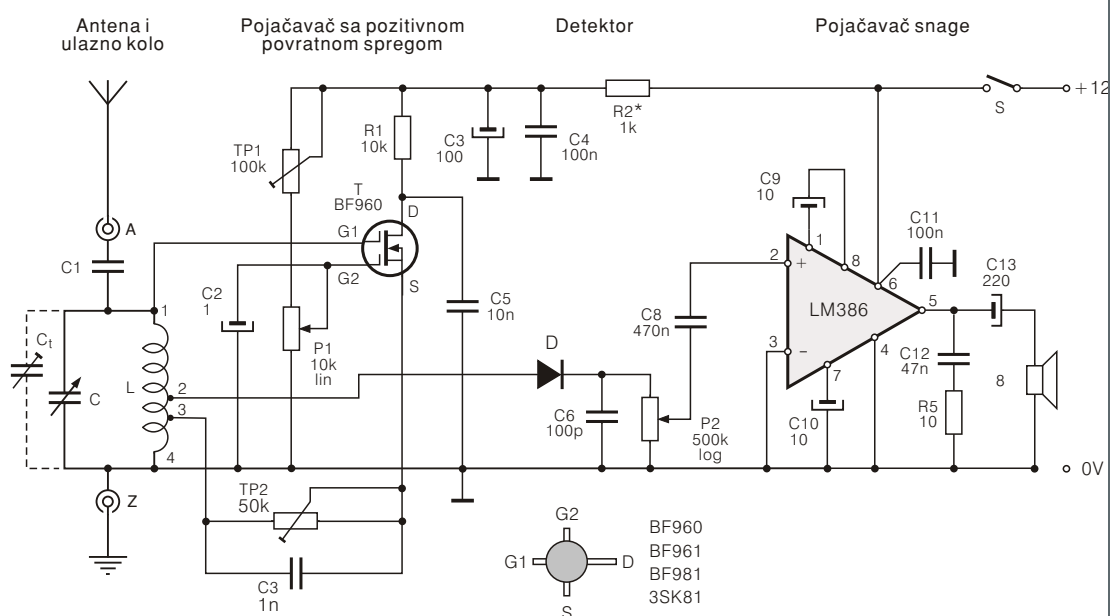 Antena i
ulazno kolo
Pojačavač sa pozitivnom
povratnom spregom
Detektor
Pojačavač snage
+12
S
R2*
1k
R1
10k
C3
100
C4
100n
TP1
100k
T
BF960
D
G1
G2
S
A
C1
C2
1
P1
10k
lin
C5
10n
C9
10
1
8
C11
100n
2
+
6
C13
220
LM386
5
C8
470n
3
-
4
7
C12
47n
8
C10
10
R5
10
1
Ct
C
L
2
3
4
D
C6
100p
P2
500k
log
0V
Z
TP2
50k
C3
1n
G2
G1
D
S
BF960
BF961
BF981
3SK81